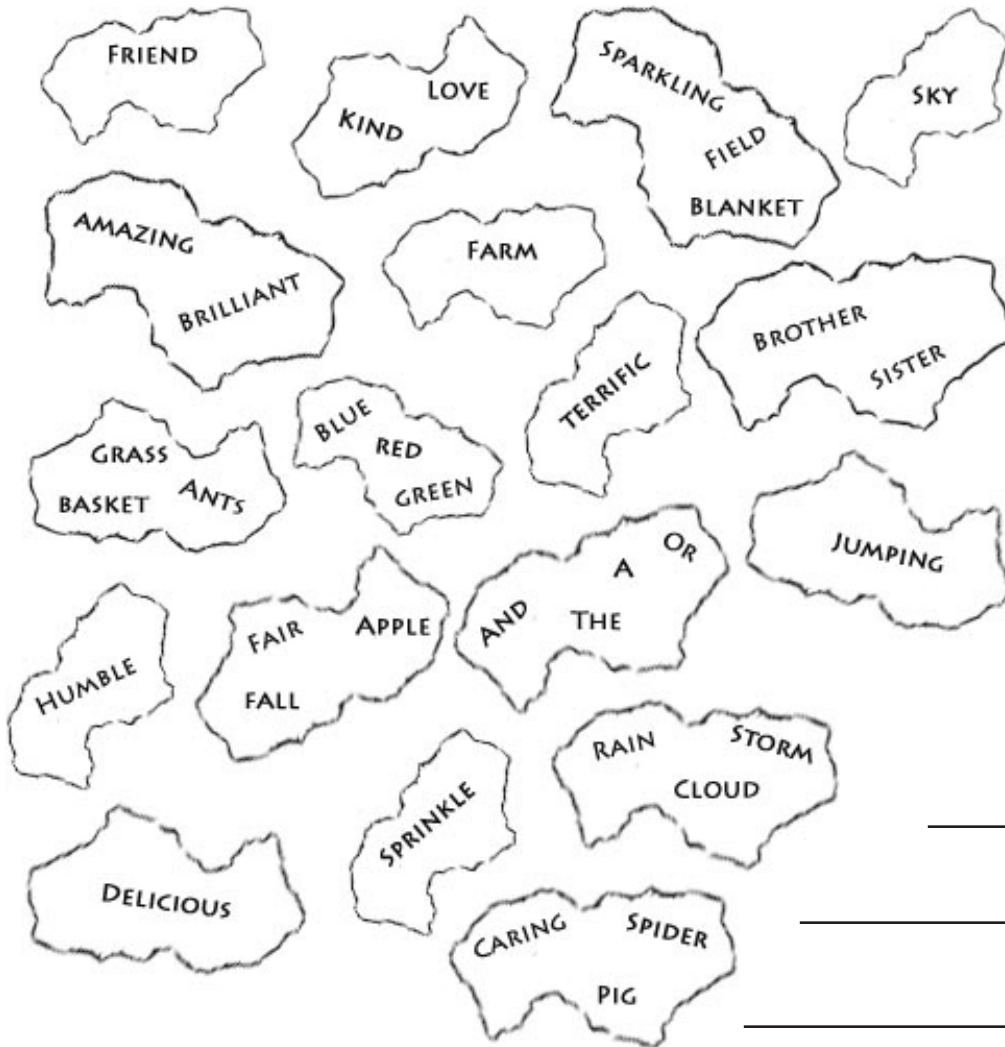 FRIEND
KIND
LOVE
SPARKLING
FIELD
BLANKET
SKY
AMAZING
BRILLIANT
FARM
TERRIFIC
BROTHER
SISTER
GRASS
BASKET
ANTS
BLUE
RED
GREEN
JUMPING
HUMBLE
FAIR
APPLE
FALL
AND
A
OR
THE
RAIN
STORM
CLOUD
SPRINKLE
DELICIOUS
CARING
SPIDER
PIG